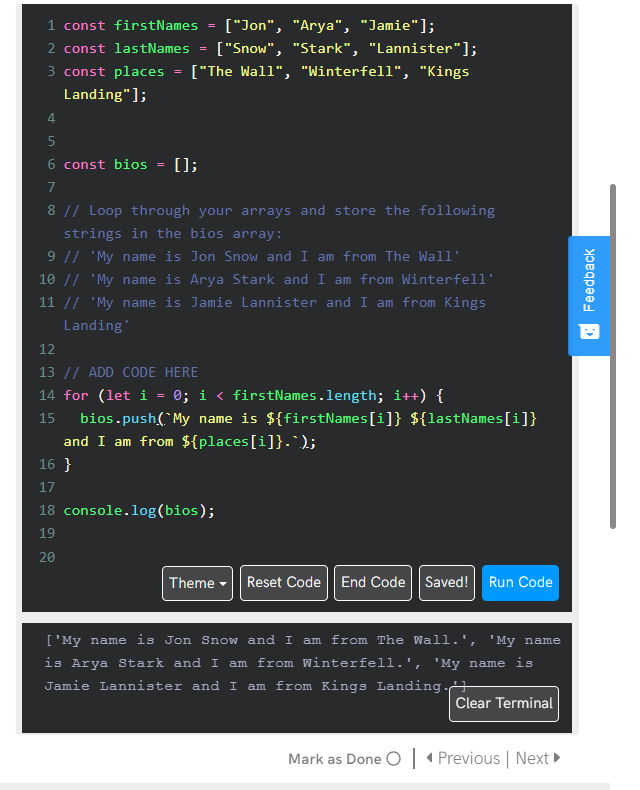 1 const firstNames = ["Jon", "Arya", "Jamie"];
2 const lastNames = ["Snow", "Stark", "Lannister"];
3 const places = ["The Wall", "Winterfell", "Kings
Landing"];
4
5
6 const bios = [];
7
8 // Loop through your arrays and store the following
strings in the bios array:
9 // 'My name is Jon Snow and I am from The Wall'
10 // 'My name is Arya Stark and I am from Winterfell'
11 // 'My name is Jamie Lannister and I am from Kings
Landing'
12
13 // ADD CODE HERE
14 for (let i = 0; i < firstNames.length; i++) {
15   bios.push(`My name is ${firstNames[i]} ${lastNames[i]}
and I am from ${places[i]}.`);
16 }
17
18 console.log(bios);
19
20
Theme Reset Code End Code Saved! Run Code
['My name is Jon Snow and I am from The Wall.', 'My name
is Arya Stark and I am from Winterfell.', 'My name is
Jamie Lannister and I am from Kings Landing.']
Clear Terminal
Mark as Done | Previous | Next
Feedback